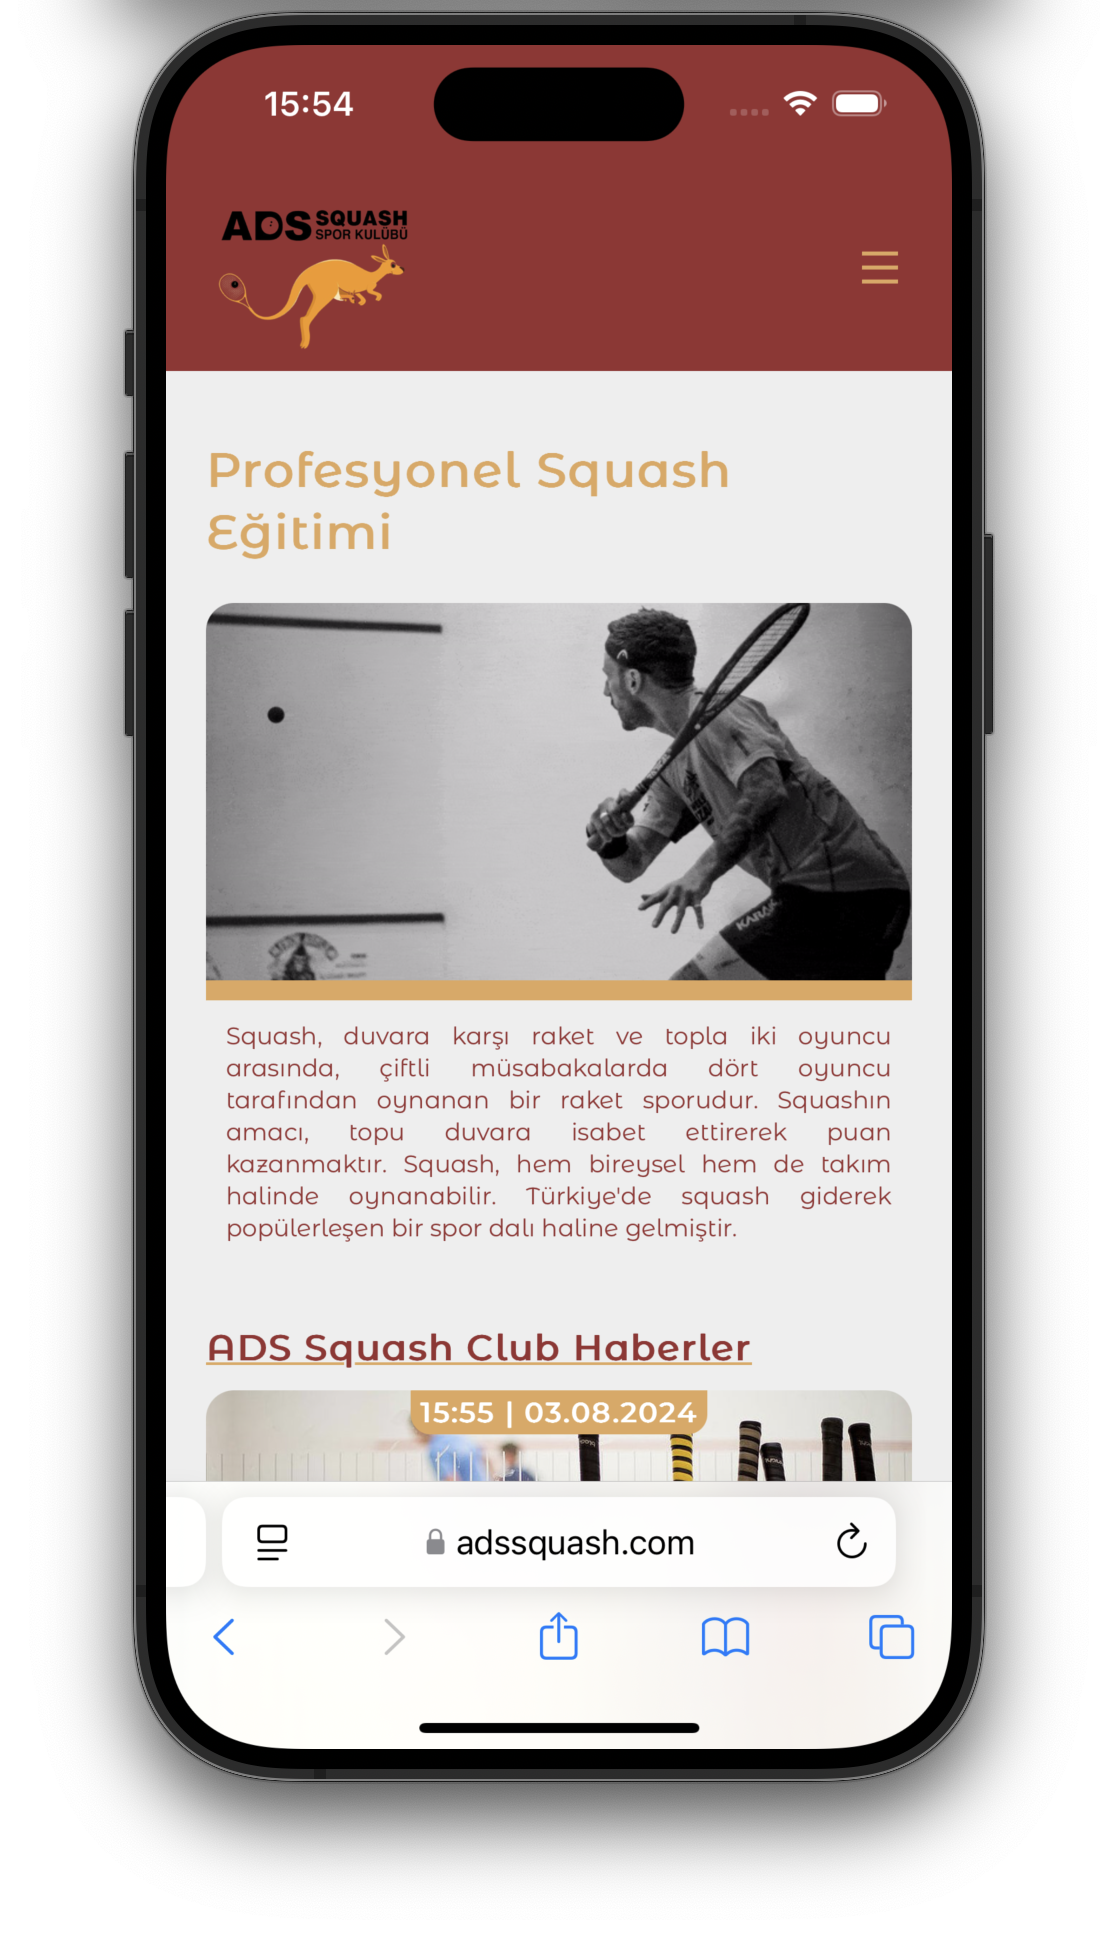 15:54
ADS SQUASH
SPOR KULÜBÜ
Profesyonel Squash
Eğitimi
KARAK
Squash, duvara karşı raket ve topla iki oyuncu
arasında, çiftli müsabakalarda dört oyuncu
tarafından oynanan bir raket sporudur. Squashın
amacı, topu duvara isabet ettirerek puan
kazanmaktır. Squash, hem bireysel hem de takım
halinde oynanabilir. Türkiye'de squash giderek
popülerleşen bir spor dalı haline gelmiştir.
ADS Squash Club Haberler
15:55 | 03.08.2024
adssquash.com